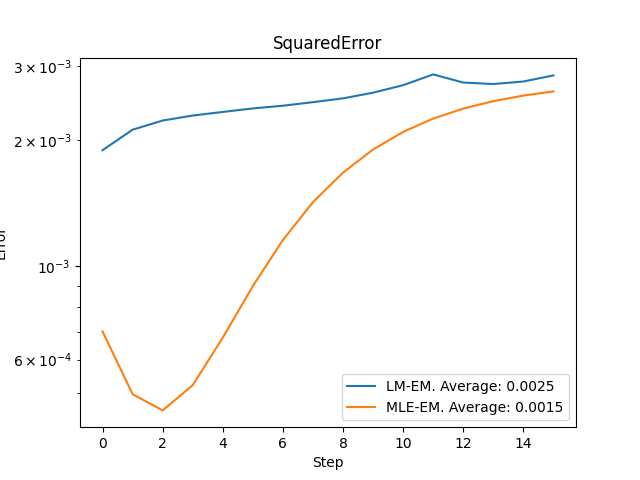 SquaredError
3 × 10⁻³
2 × 10⁻³
10⁻³
6 × 10⁻⁴
Error
LM-EM. Average: 0.0025
MLE-EM. Average: 0.0015
0 2 4 6 8 10 12 14
Step